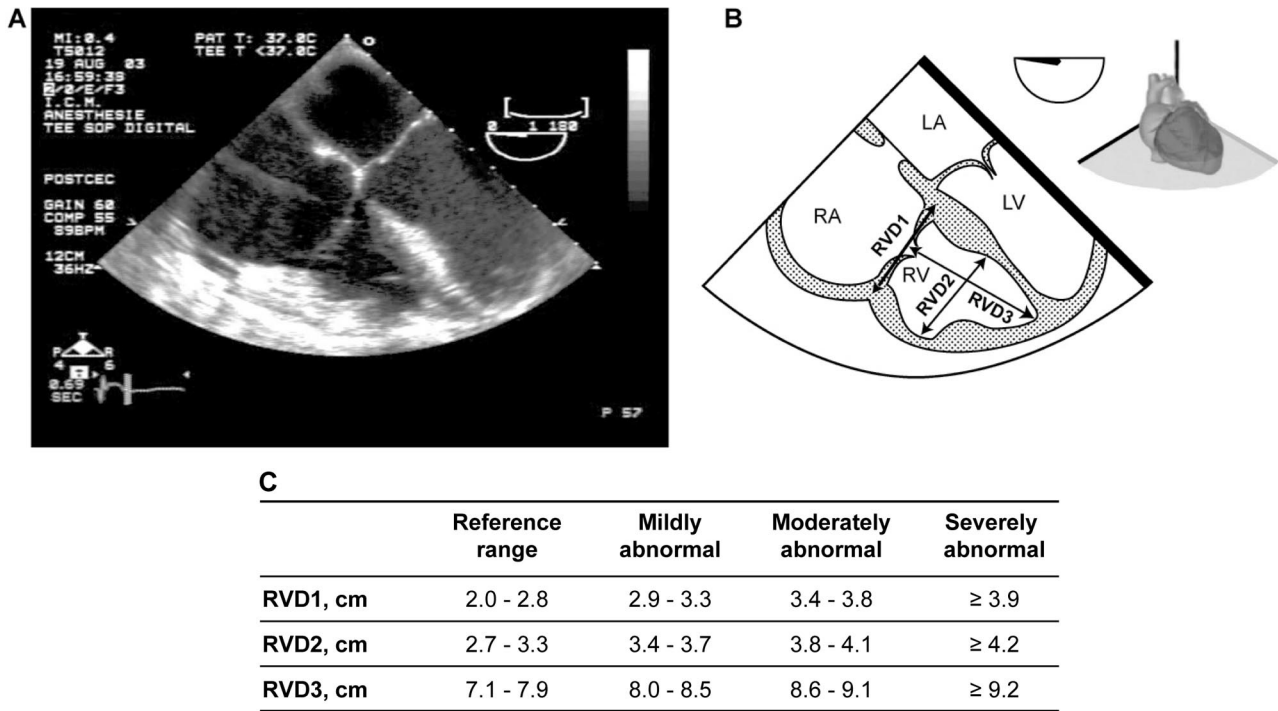 A
MI:0.4
TS012
19 AUG 03
16:59:38
2/0/E/F3
I.C.M.
ANESTHESIE
TEE SOP DIGITAL
PAT T: 37.0C
TEE T <37.0C
0 1 180
POSTCEC
GAIN 60
COMP 55
89BPM
12CM
36HZ
P R
4 6
0.69
SEC
P 57
B
LA
RA
LV
RVD1
RV
RVD2
RVD3
C
Reference range Mildly abnormal Moderately abnormal Severely abnormal
RVD1, cm 2.0 - 2.8 2.9 - 3.3 3.4 - 3.8 ≥ 3.9
RVD2, cm 2.7 - 3.3 3.4 - 3.7 3.8 - 4.1 ≥ 4.2
RVD3, cm 7.1 - 7.9 8.0 - 8.5 8.6 - 9.1 ≥ 9.2